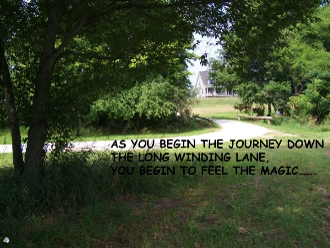 AS YOU BEGIN THE JOURNEY DOWN
THE LONG WINDING LANE,
YOU BEGIN TO FEEL THE MAGIC.......